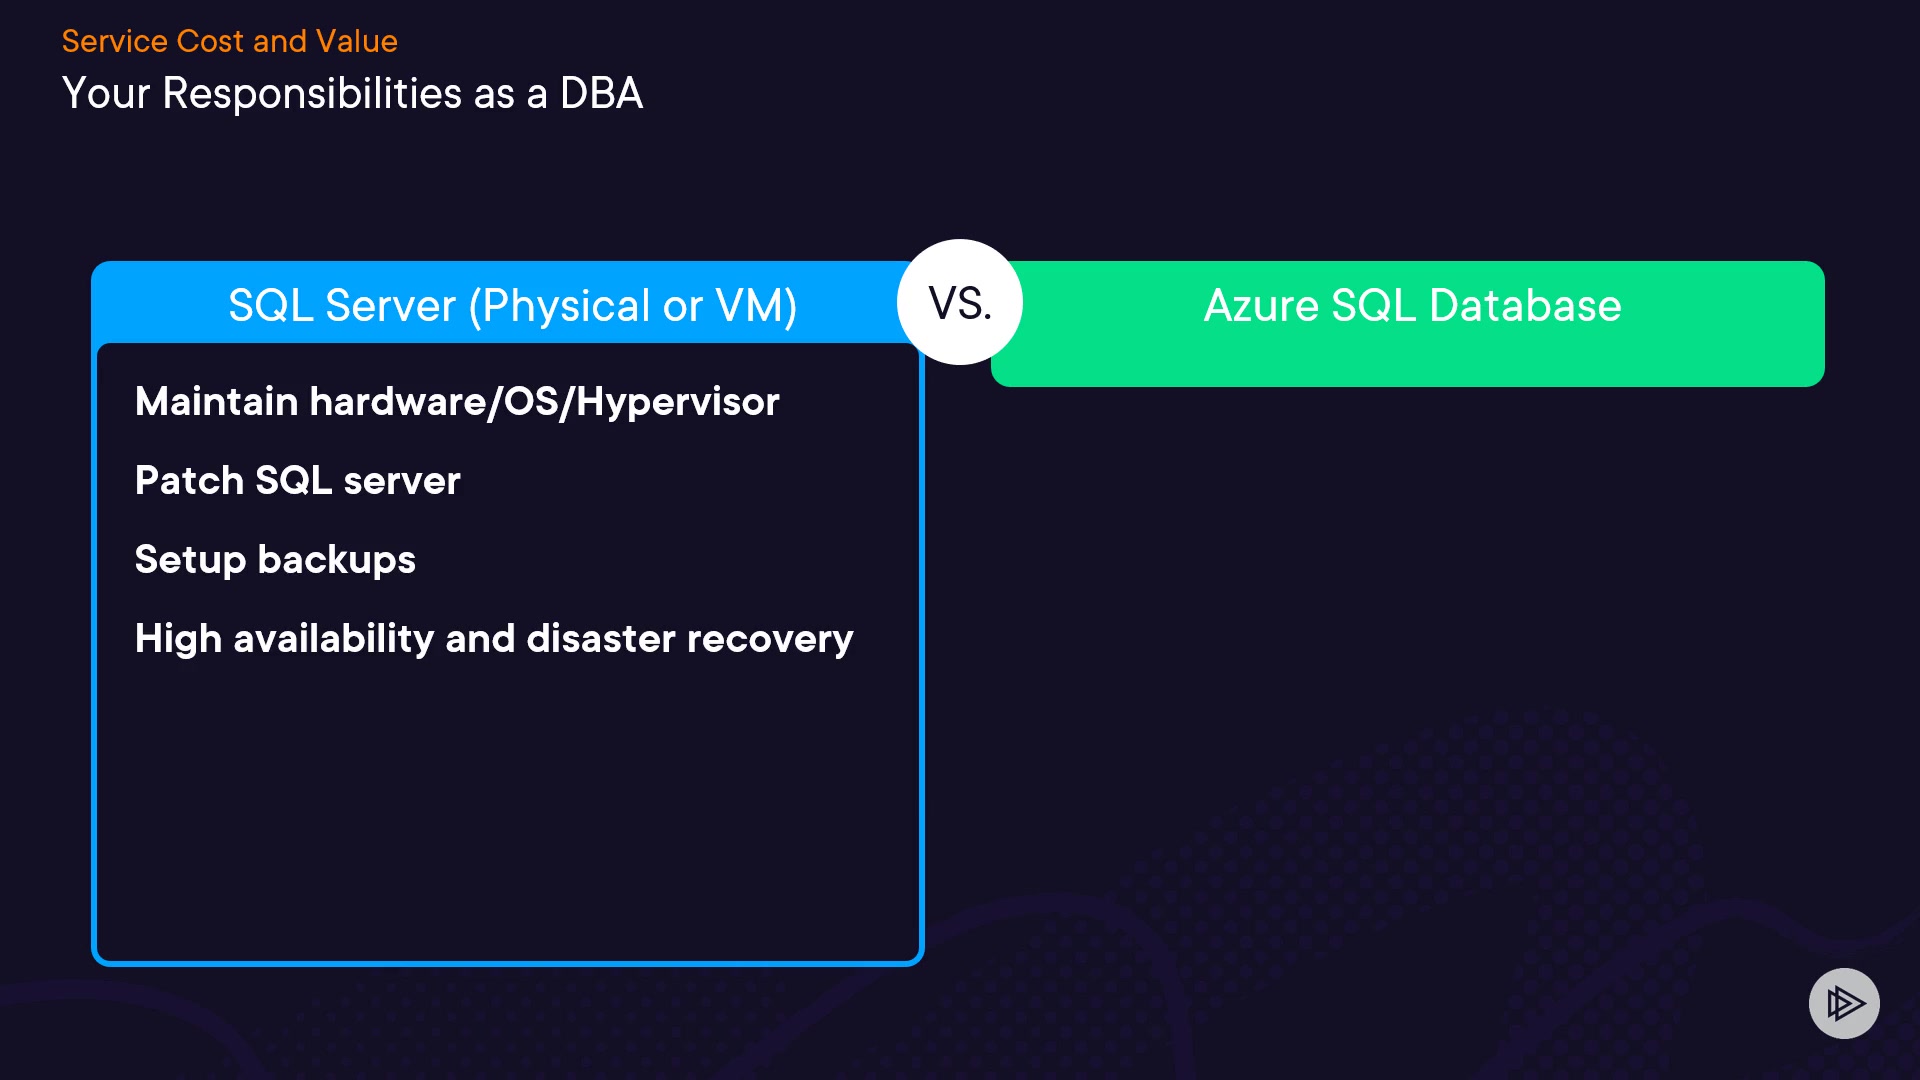 Service Cost and Value
Your Responsibilities as a DBA
SQL Server (Physical or VM)
VS.
Azure SQL Database
Maintain hardware/OS/Hypervisor
Patch SQL server
Setup backups
High availability and disaster recovery